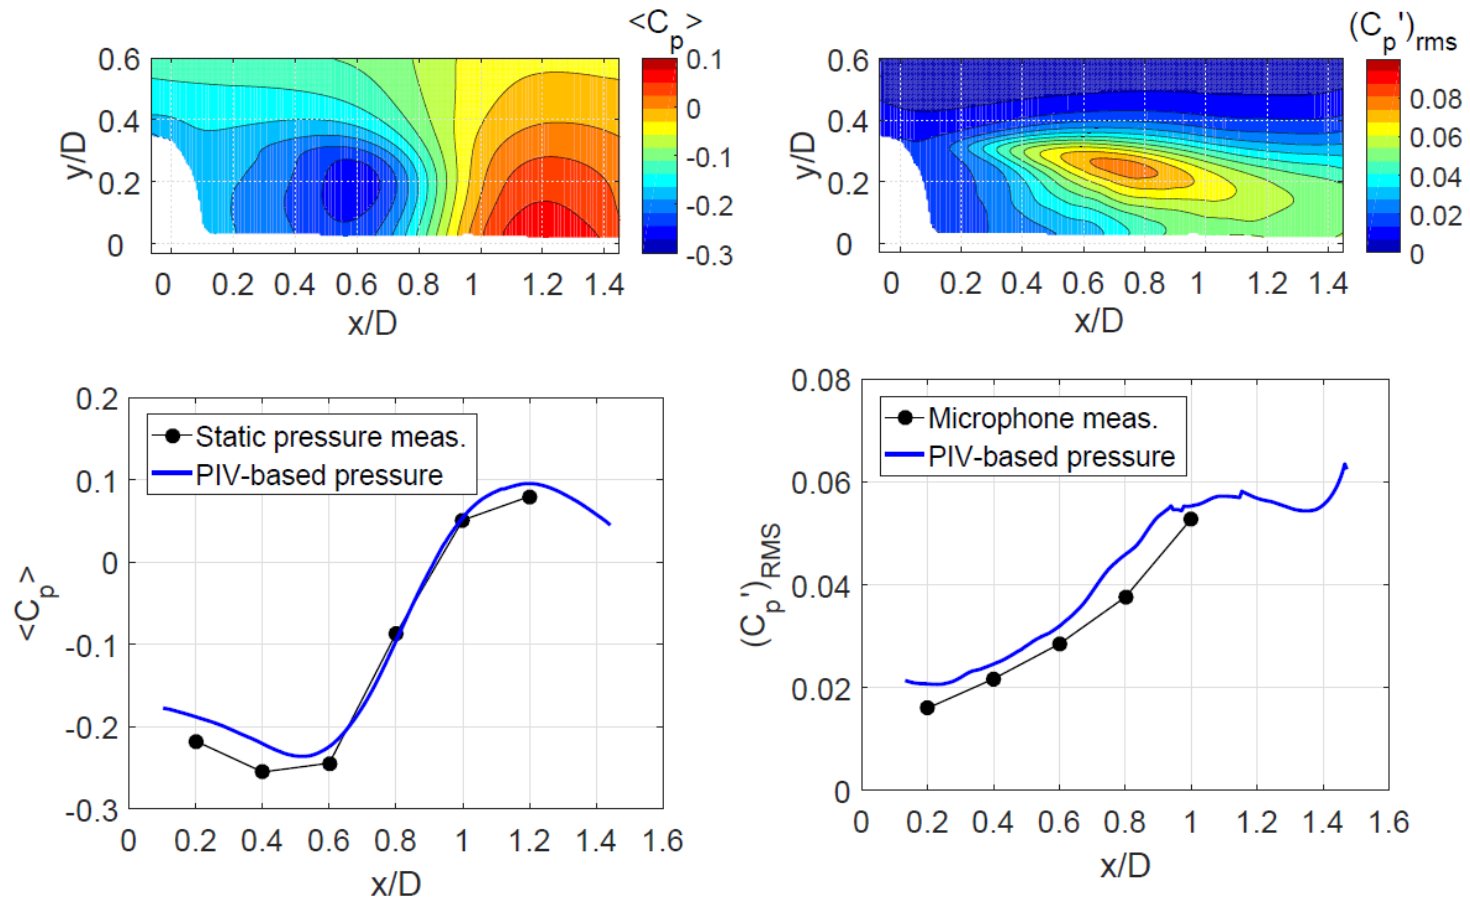 <C_p>
0.6
0.4
0.2
0
y/D
0 0.2 0.4 0.6 0.8 1 1.2 1.4
x/D
0.1
0
-0.1
-0.2
-0.3
(C_p')_rms
0.6
0.4
0.2
0
y/D
0 0.2 0.4 0.6 0.8 1 1.2 1.4
x/D
0.08
0.06
0.04
0.02
0
0.2
0.1
0
-0.1
-0.2
-0.3
<C_p>
Static pressure meas.
PIV-based pressure
0 0.2 0.4 0.6 0.8 1 1.2 1.4 1.6
x/D
0.08
0.06
0.04
0.02
0
(C_p')_RMS
Microphone meas.
PIV-based pressure
0 0.2 0.4 0.6 0.8 1 1.2 1.4 1.6
x/D